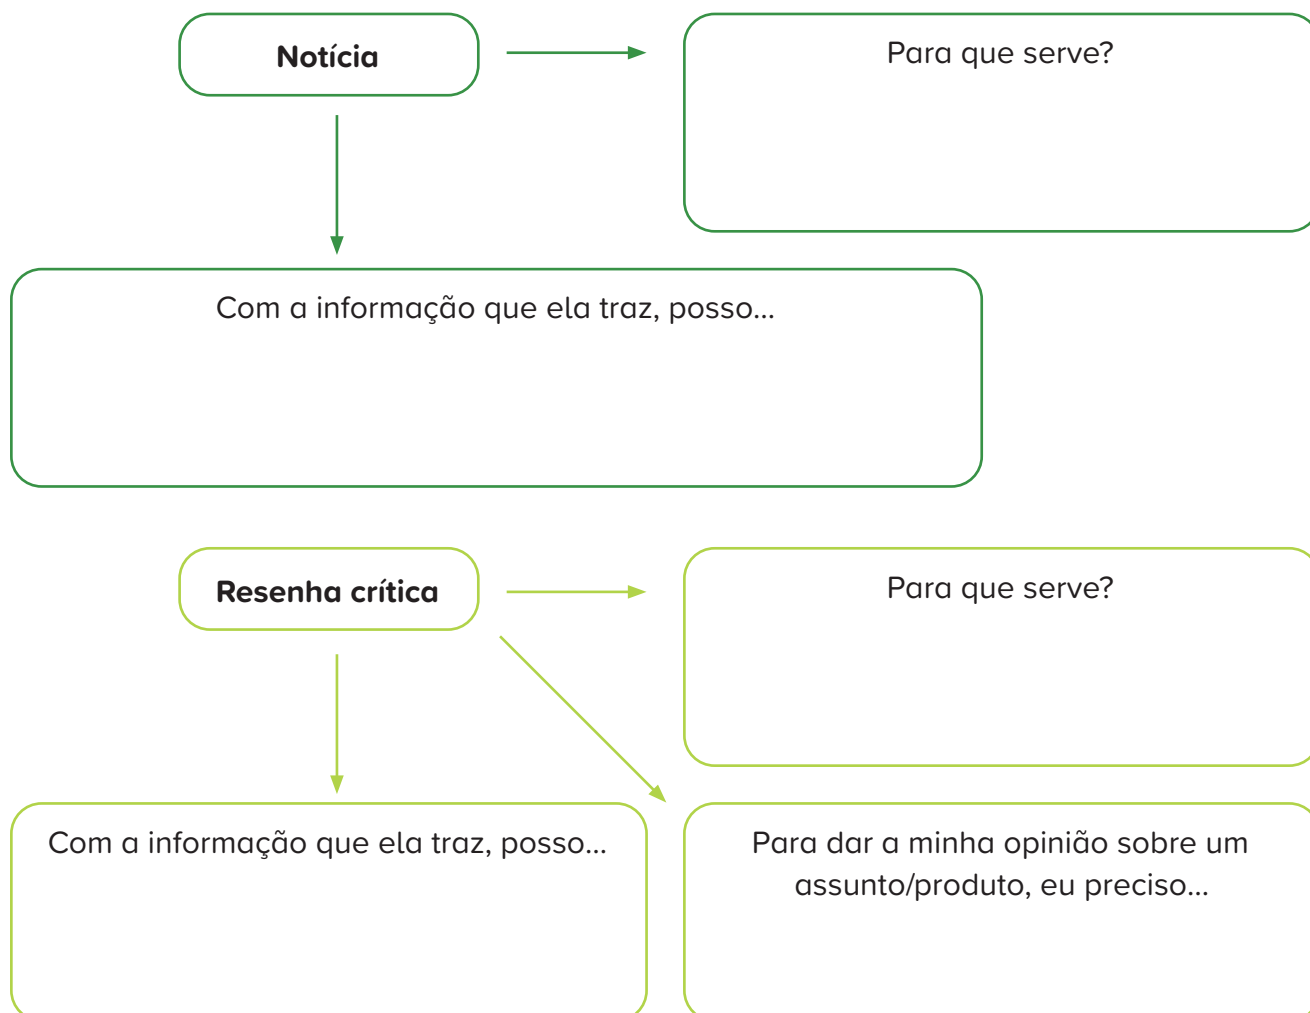 Notícia
Para que serve?
Com a informação que ela traz, posso...
Resenha crítica
Para que serve?
Com a informação que ela traz, posso...
Para dar a minha opinião sobre um
assunto/produto, eu preciso...